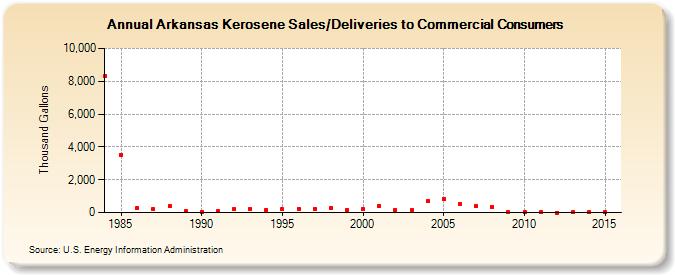 Annual Arkansas Kerosene Sales/Deliveries to Commercial Consumers
Thousand Gallons
10,000
8,000
6,000
4,000
2,000
0
1985 1990 1995 2000 2005 2010 2015
Source: U.S. Energy Information Administration